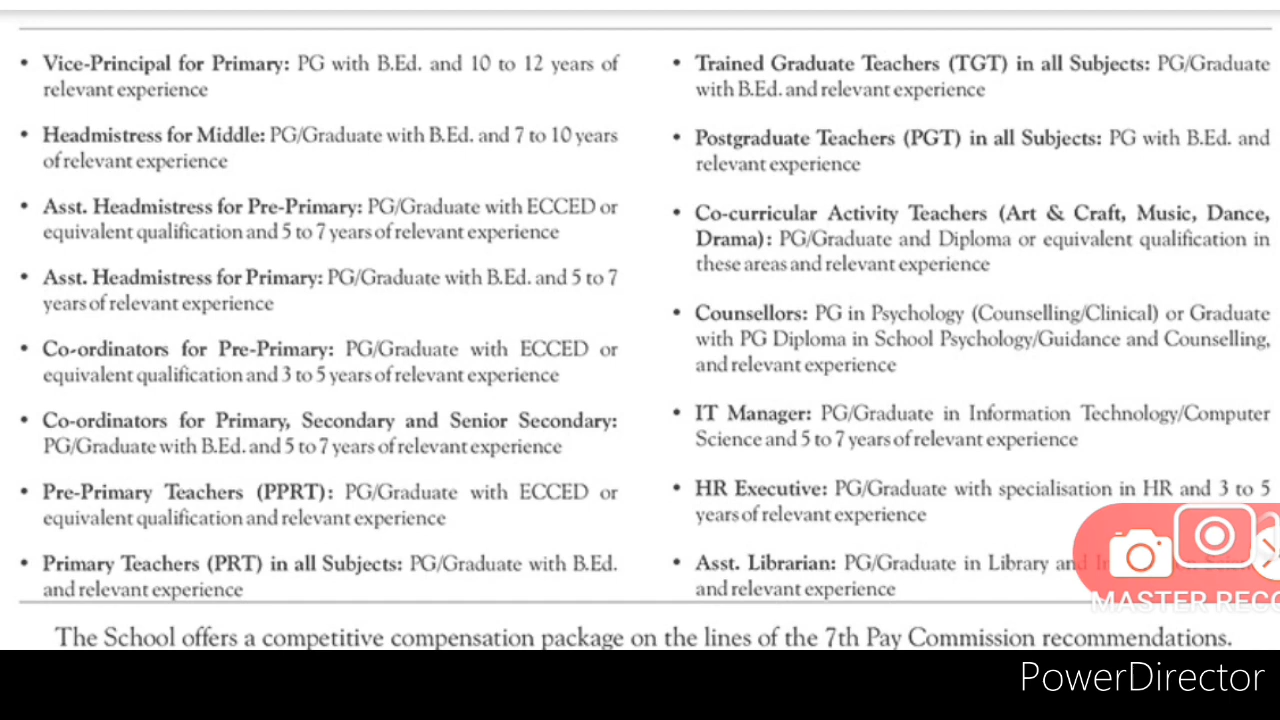 • Vice-Principal for Primary: PG with B.Ed. and 10 to 12 years of
relevant experience
• Headmistress for Middle: PG/Graduate with B.Ed. and 7 to 10 years
of relevant experience
• Asst. Headmistress for Pre-Primary: PG/Graduate with ECCED or
equivalent qualification and 5 to 7 years of relevant experience
• Asst. Headmistress for Primary: PG/Graduate with B.Ed. and 5 to 7
years of relevant experience
• Co-ordinators for Pre-Primary: PG/Graduate with ECCED or
equivalent qualification and 3 to 5 years of relevant experience
• Co-ordinators for Primary, Secondary and Senior Secondary:
PG/Graduate with B.Ed. and 5 to 7 years of relevant experience
• Pre-Primary Teachers (PPRT): PG/Graduate with ECCED or
equivalent qualification and relevant experience
• Primary Teachers (PRT) in all Subjects: PG/Graduate with B.Ed.
and relevant experience
• Trained Graduate Teachers (TGT) in all Subjects: PG/Graduate
with B.Ed. and relevant experience
• Postgraduate Teachers (PGT) in all Subjects: PG with B.Ed. and
relevant experience
• Co-curricular Activity Teachers (Art & Craft, Music, Dance,
Drama): PG/Graduate and Diploma or equivalent qualification in
these areas and relevant experience
• Counsellors: PG in Psychology (Counselling/Clinical) or Graduate
with PG Diploma in School Psychology/Guidance and Counselling,
and relevant experience
• IT Manager: PG/Graduate in Information Technology/Computer
Science and 5 to 7 years of relevant experience
• HR Executive: PG/Graduate with specialisation in HR and 3 to 5
years of relevant experience
• Asst. Librarian: PG/Graduate in Library and
and relevant experience
MASTER RECO
The School offers a competitive compensation package on the lines of the 7th Pay Commission recommendations.
PowerDirector